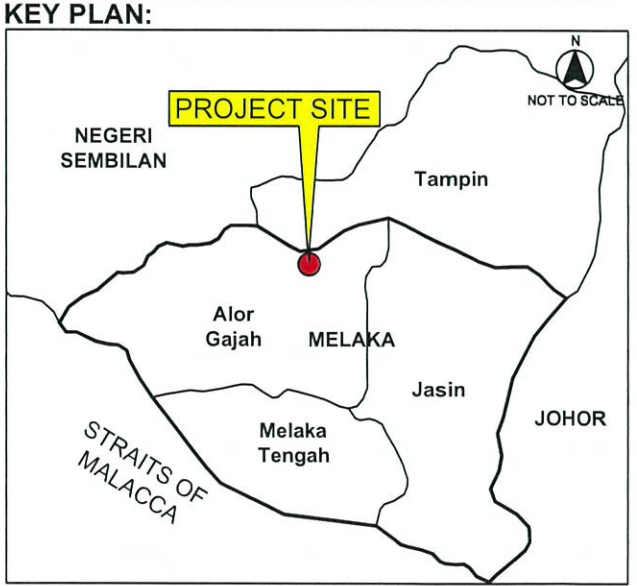 KEY PLAN:
N
NOT TO SCALE
PROJECT SITE
NEGERI
SEMBILAN
Tampin
Alor
Gajah
MELAKA
Jasin
JOHOR
Melaka
Tengah
STRAITS OF
MALACCA